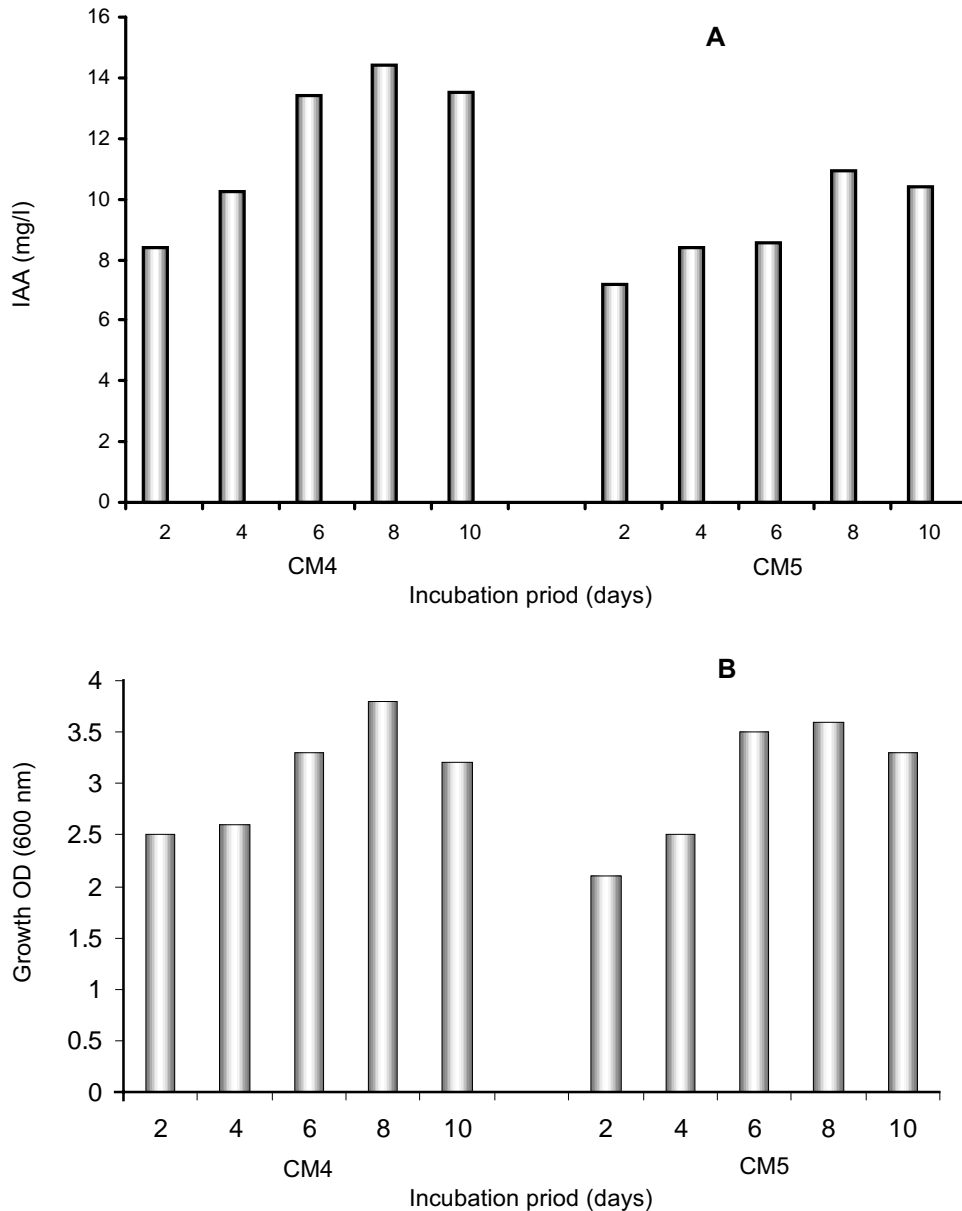 A
IAA (mg/l)
16
14
12
10
8
6
4
2
0
2 4 6 8 10 2 4 6 8 10
CM4 CM5
Incubation priod (days)
B
Growth OD (600 nm)
4
3.5
3
2.5
2
1.5
1
0.5
0
2 4 6 8 10 2 4 6 8 10
CM4 CM5
Incubation priod (days)